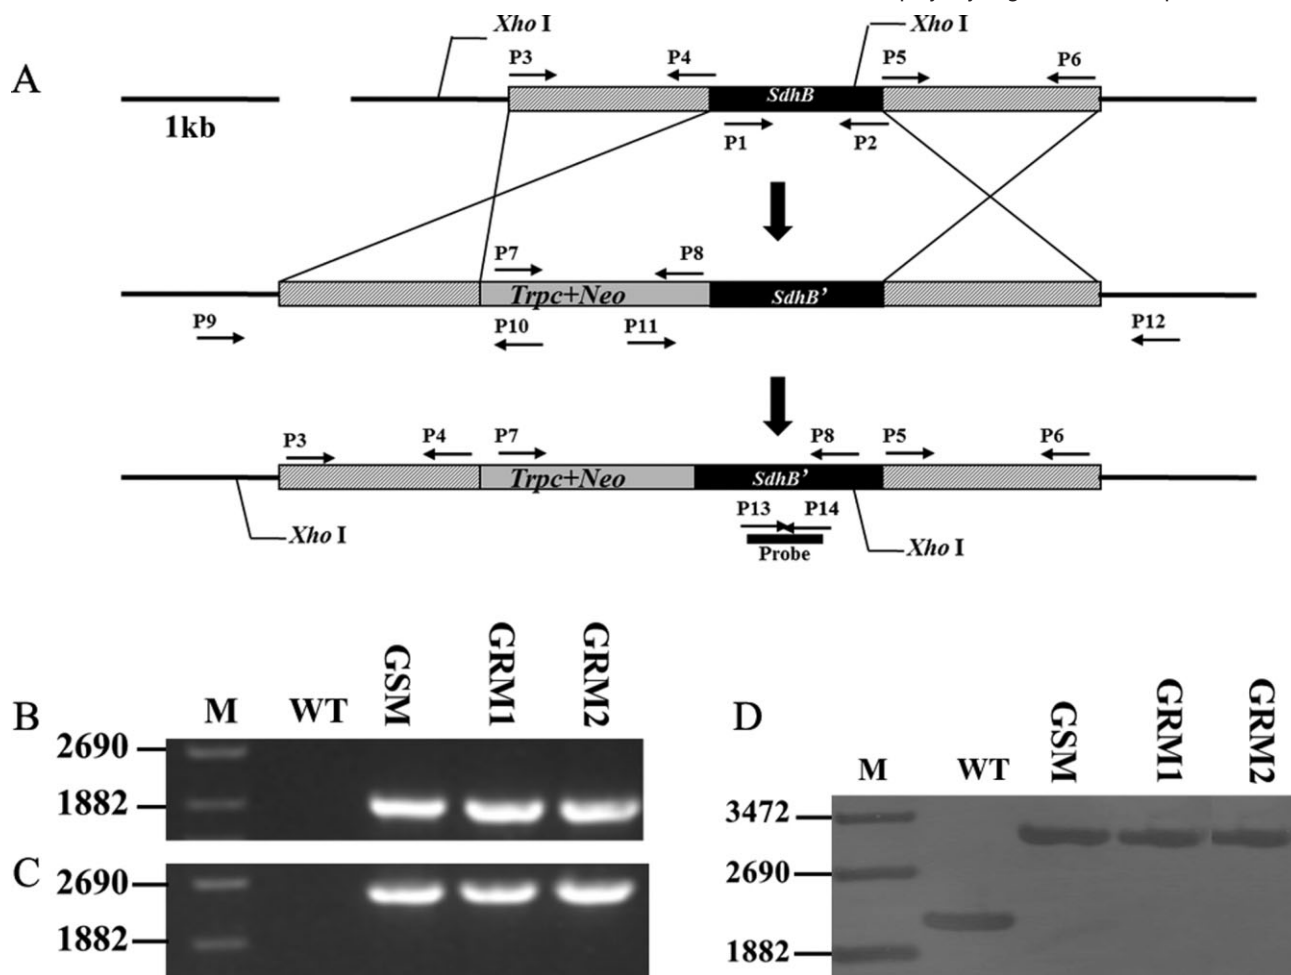 Xho I
Xho I
A
P3
P4
P5
P6
SdhB
1kb
P1
P2
P7
P8
Trpc+Neo
SdhB’
P9
P10
P11
P12
P3
P4
P7
P8
P5
P6
Trpc+Neo
SdhB’
P13
P14
Xho I
Probe
Xho I
B
M
WT
GSM
GRM1
GRM2
2690
1882
C
2690
1882
D
M
WT
GSM
GRM1
GRM2
3472
2690
1882